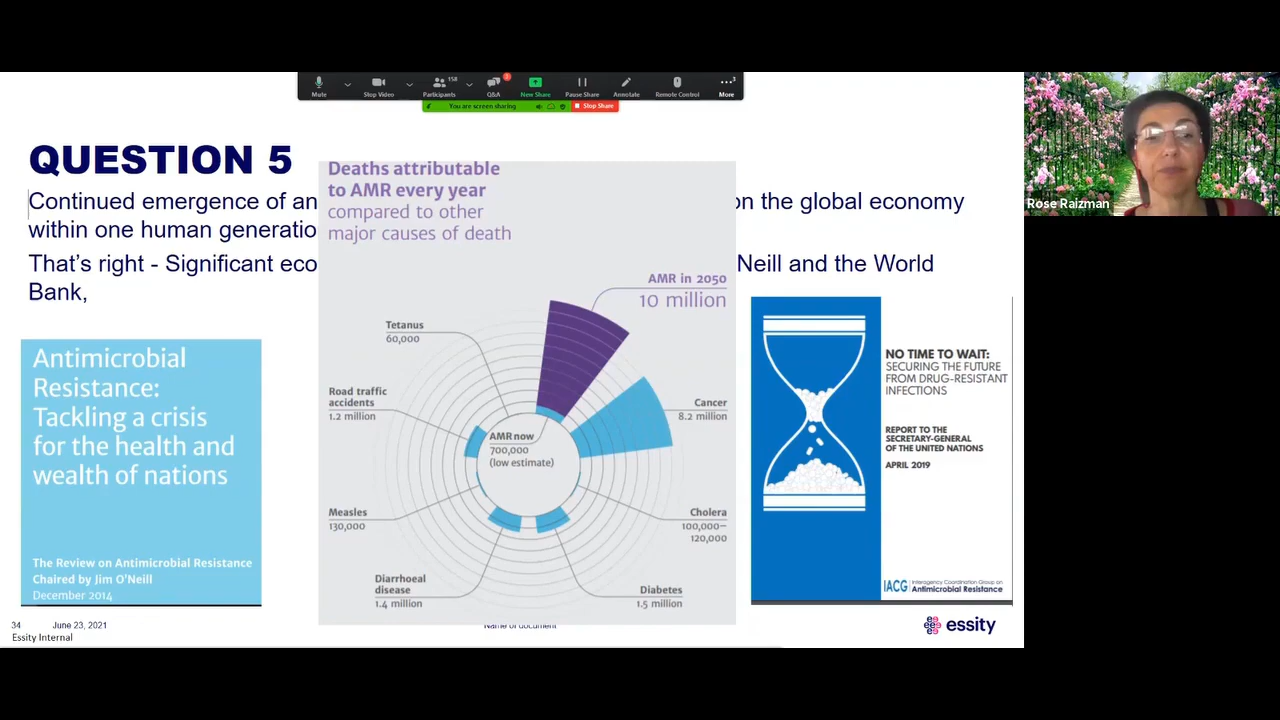 Mute
Stop Video
Participants
158
Q&A
2
New Share
Pause Share
Annotate
Remote Control
More
3
You are screen sharing
Stop Share
QUESTION 5
Continued emergence of an
on the global economy
within one human generatio
That's right - Significant eco
Neill and the World
Bank,
Antimicrobial
Resistance:
Tackling a crisis
for the health and
wealth of nations
The Review on Antimicrobial Resistance
Chaired by Jim O'Neill
December 2014
Deaths attributable
to AMR every year
compared to other
major causes of death
AMR in 2050
10 million
Tetanus
60,000
Road traffic
accidents
1.2 million
Cancer
8.2 million
AMR now
700,000
(low estimate)
Measles
130,000
Cholera
100,000–
120,000
Diarrhoeal
disease
1.4 million
Diabetes
1.5 million
NO TIME TO WAIT:
SECURING THE FUTURE
FROM DRUG-RESISTANT
INFECTIONS
REPORT TO THE
SECRETARY-GENERAL
OF THE UNITED NATIONS
APRIL 2019
IACG Interagency Coordination Group on
Antimicrobial Resistance
34
June 23, 2021
Essity Internal
Name of document
essity
Rose Raizman